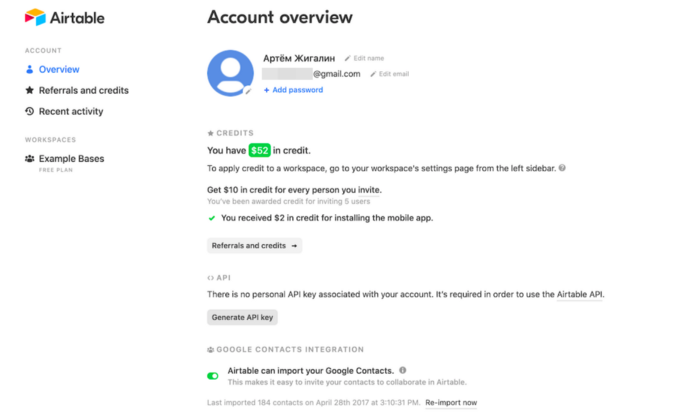 Airtable
Account overview
ACCOUNT
Overview
Referrals and credits
Recent activity
WORKSPACES
Example Bases
FREE PLAN
Артём Жигалин Edit name
@gmail.com Edit email
+ Add password
CREDITS
You have $52 in credit.
To apply credit to a workspace, go to your workspace's settings page from the left sidebar.
Get $10 in credit for every person you invite.
You've been awarded credit for inviting 5 users
You received $2 in credit for installing the mobile app.
Referrals and credits →
<> API
There is no personal API key associated with your account. It's required in order to use the Airtable API.
Generate API key
GOOGLE CONTACTS INTEGRATION
Airtable can import your Google Contacts.
This makes it easy to invite your contacts to collaborate in Airtable.
Last imported 184 contacts on April 28th 2017 at 3:10:31 PM. Re-import now